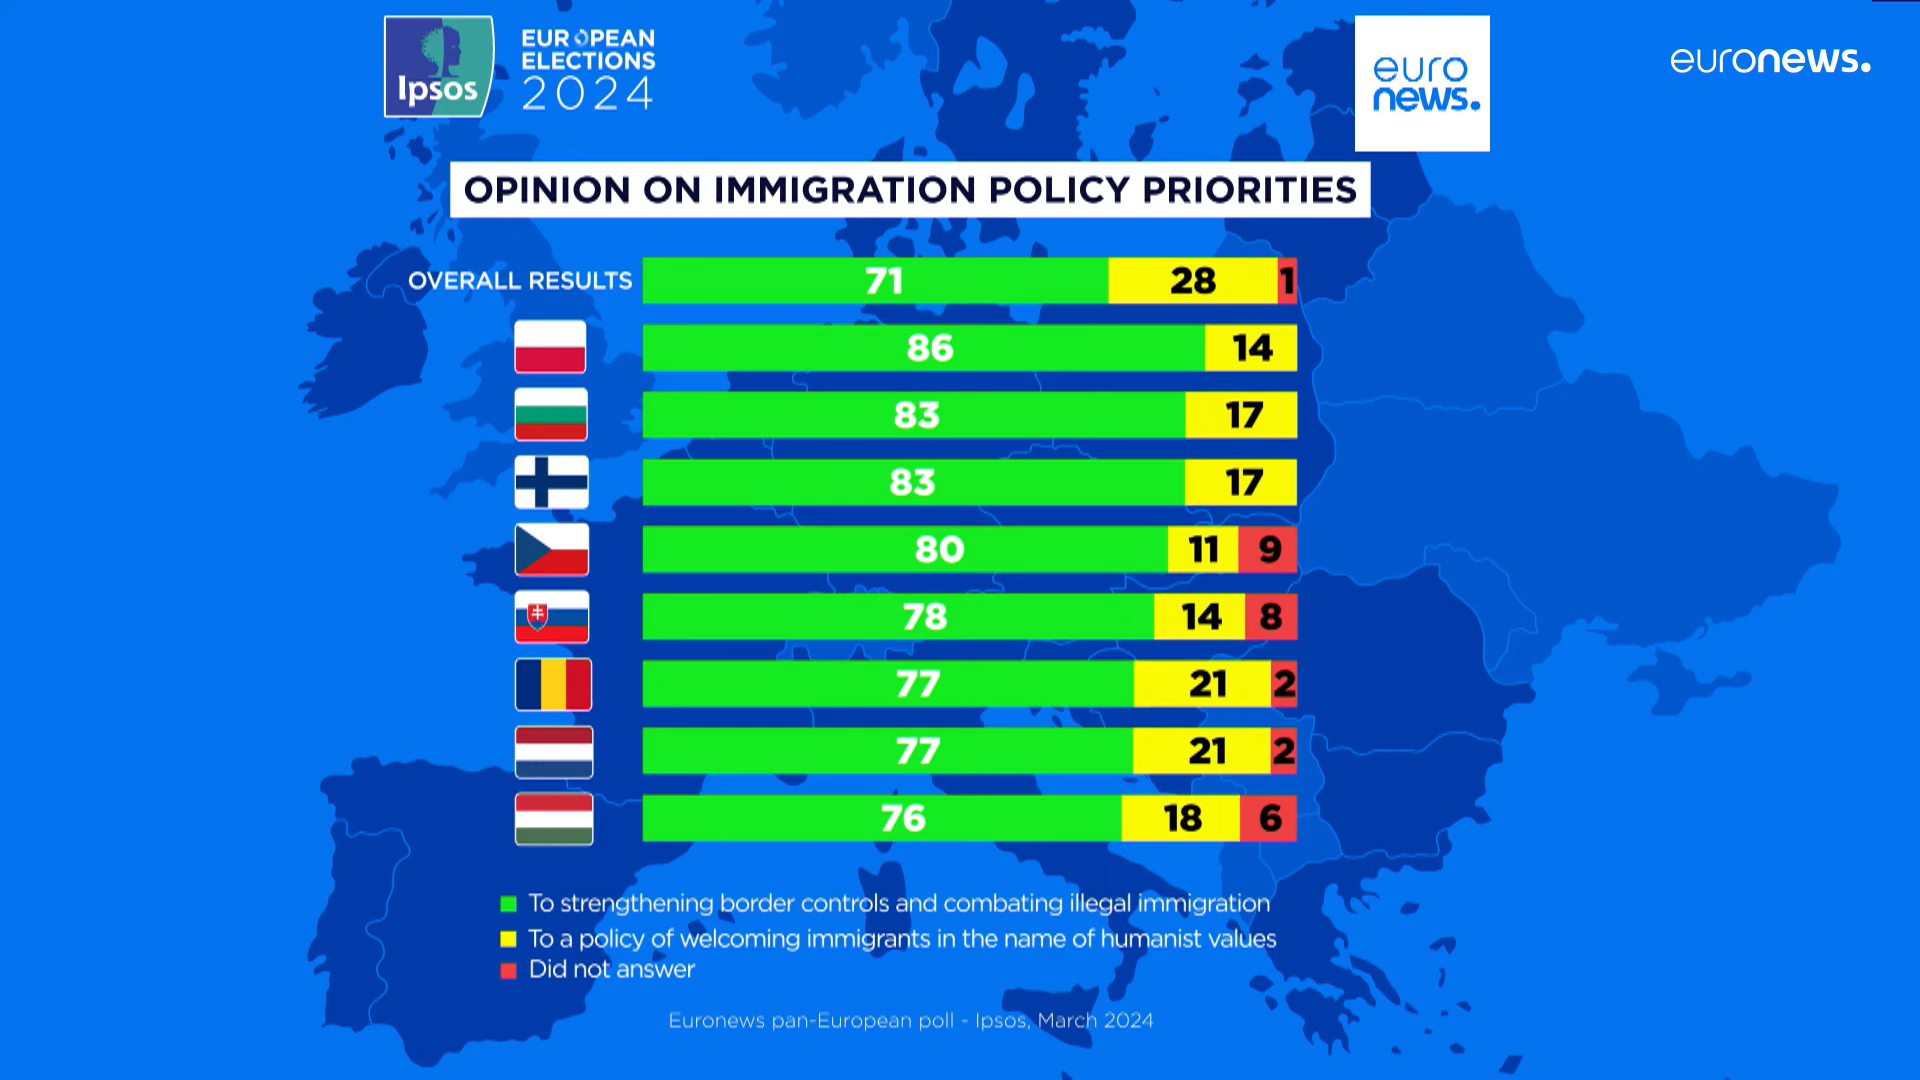 Ipsos
EUROPEAN
ELECTIONS
2024
euro
news.
euronews.
OPINION ON IMMIGRATION POLICY PRIORITIES
OVERALL RESULTS 71 28 1
86 14
83 17
83 17
80 11 9
78 14 8
77 21 2
77 21 2
76 18 6
To strengthening border controls and combating illegal immigration
To a policy of welcoming immigrants in the name of humanist values
Did not answer
Euronews pan-European poll - Ipsos, March 2024